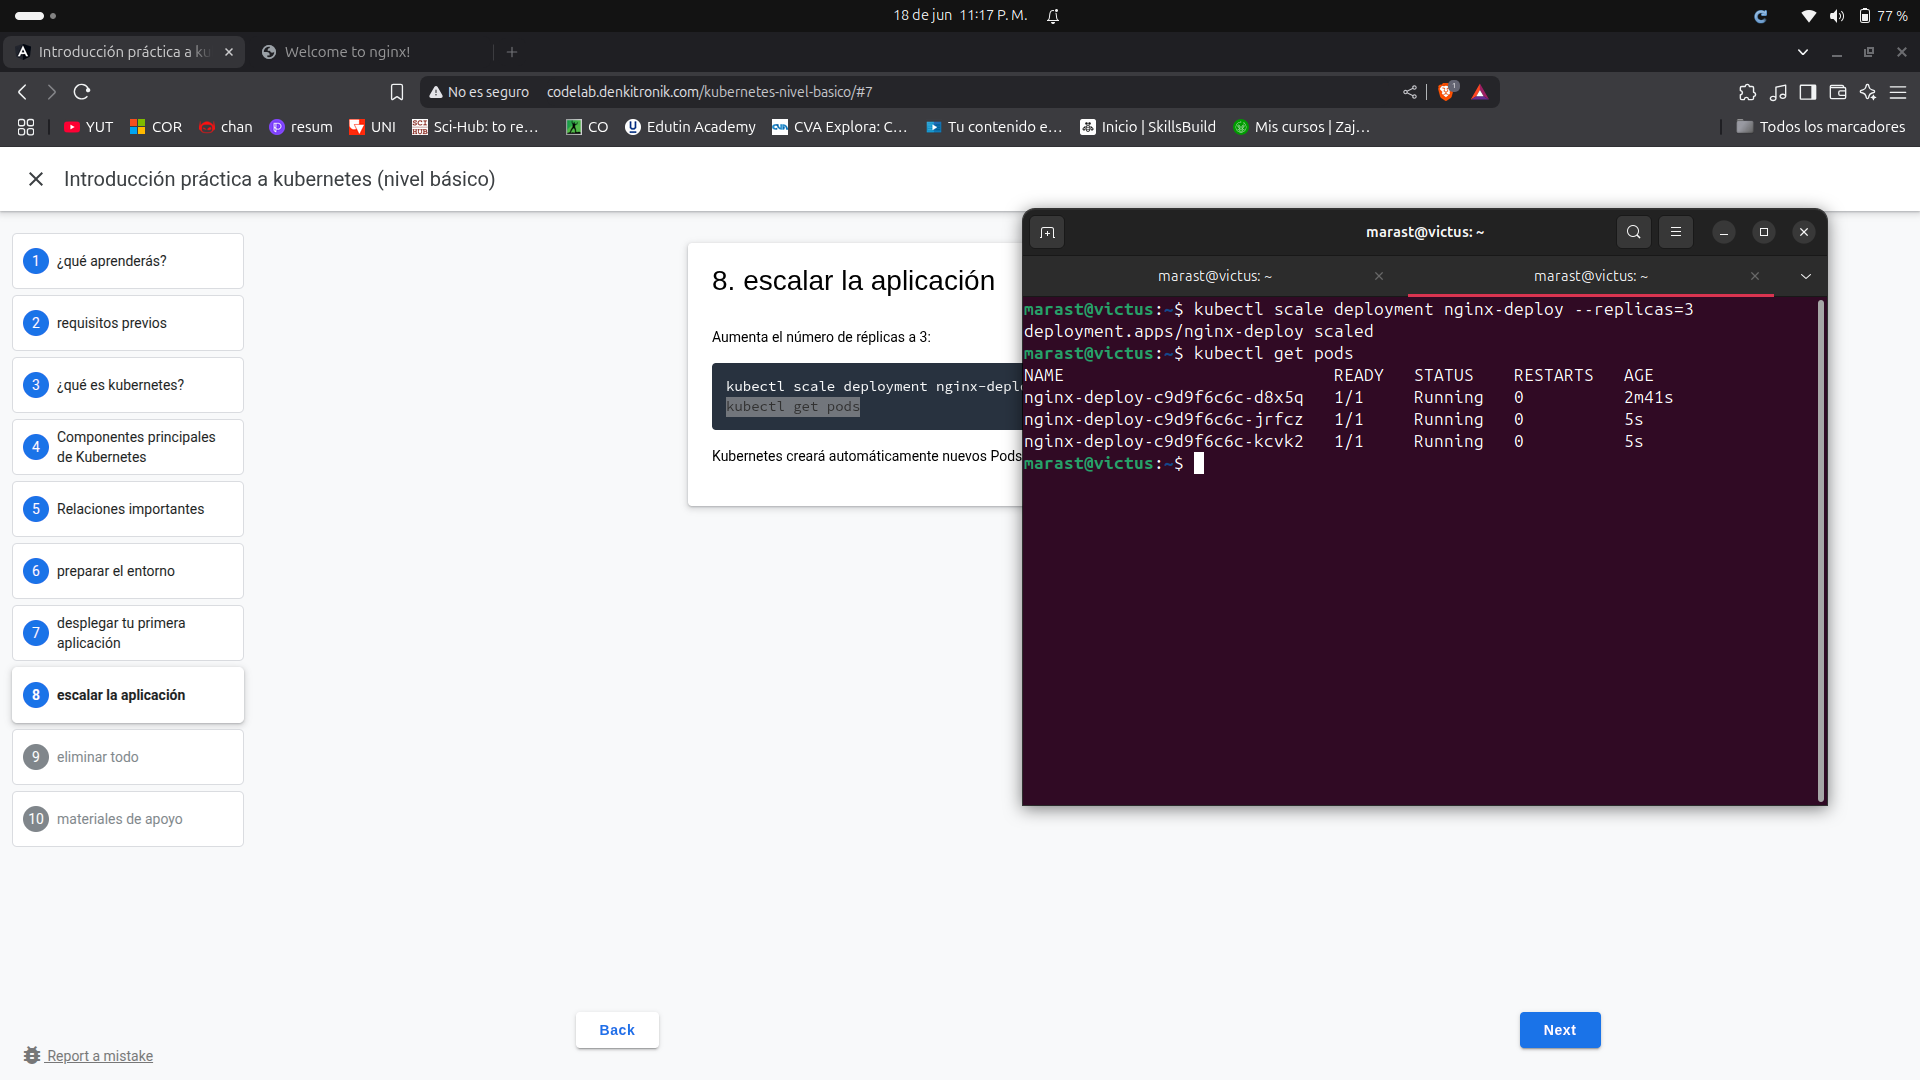 18 de jun 11:17 P. M.
77 %
Introducción práctica a ku
Welcome to nginx!
No es seguro codelab.denkitronik.com/kubernetes-nivel-basico/#7
1
YUT
COR
chan
resum
UNI
SCI HUB Sci-Hub: to re...
CO
Edutin Academy
CVA Explora: C...
Tu contenido e...
Inicio | SkillsBuild
Mis cursos | Zaj...
Todos los marcadores
Introducción práctica a kubernetes (nivel básico)
1 ¿qué aprenderás?
2 requisitos previos
3 ¿qué es kubernetes?
4 Componentes principales
de Kubernetes
5 Relaciones importantes
6 preparar el entorno
7 desplegar tu primera
aplicación
8 escalar la aplicación
9 eliminar todo
10 materiales de apoyo
8. escalar la aplicación
Aumenta el número de réplicas a 3:
kubectl scale deployment nginx-deplo
kubectl get pods
Kubernetes creará automáticamente nuevos Pods
marast@victus: ~
marast@victus: ~
marast@victus: ~
marast@victus:~$ kubectl scale deployment nginx-deploy --replicas=3
deployment.apps/nginx-deploy scaled
marast@victus:~$ kubectl get pods
NAME READY STATUS RESTARTS AGE
nginx-deploy-c9d9f6c6c-d8x5q 1/1 Running 0 2m41s
nginx-deploy-c9d9f6c6c-jrfcz 1/1 Running 0 5s
nginx-deploy-c9d9f6c6c-kcvk2 1/1 Running 0 5s
marast@victus:~$
Back
Next
Report a mistake